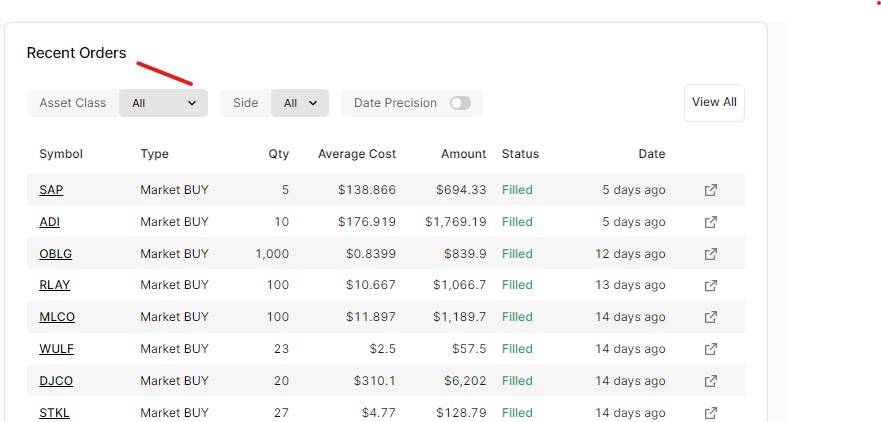 Recent Orders
Asset Class All Side All Date Precision View All
Symbol Type Qty Average Cost Amount Status Date
SAP Market BUY 5 $138.866 $694.33 Filled 5 days ago
ADI Market BUY 10 $176.919 $1,769.19 Filled 5 days ago
OBLG Market BUY 1,000 $0.8399 $839.9 Filled 12 days ago
RLAY Market BUY 100 $10.667 $1,066.7 Filled 13 days ago
MLCO Market BUY 100 $11.897 $1,189.7 Filled 14 days ago
WULF Market BUY 23 $2.5 $57.5 Filled 14 days ago
DJCO Market BUY 20 $310.1 $6,202 Filled 14 days ago
STKL Market BUY 27 $4.77 $128.79 Filled 14 days ago